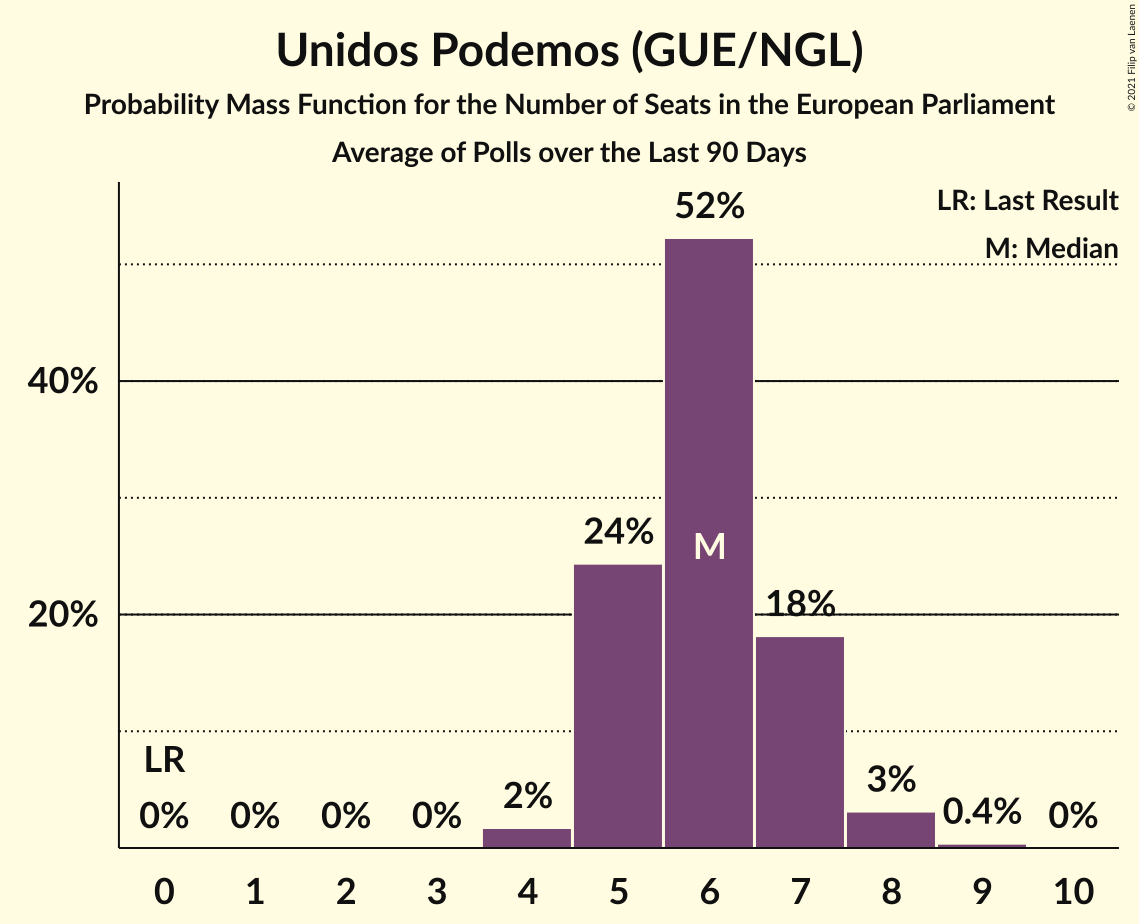 Unidos Podemos (GUE/NGL)
Probability Mass Function for the Number of Seats in the European Parliament
Average of Polls over the Last 90 Days
© 2021 Filip van Laenen
LR: Last Result
M: Median
52%
40%
24%
M
18%
20%
LR
0%
0%
0%
0%
2%
3%
0.4%
0%
0 1 2 3 4 5 6 7 8 9 10